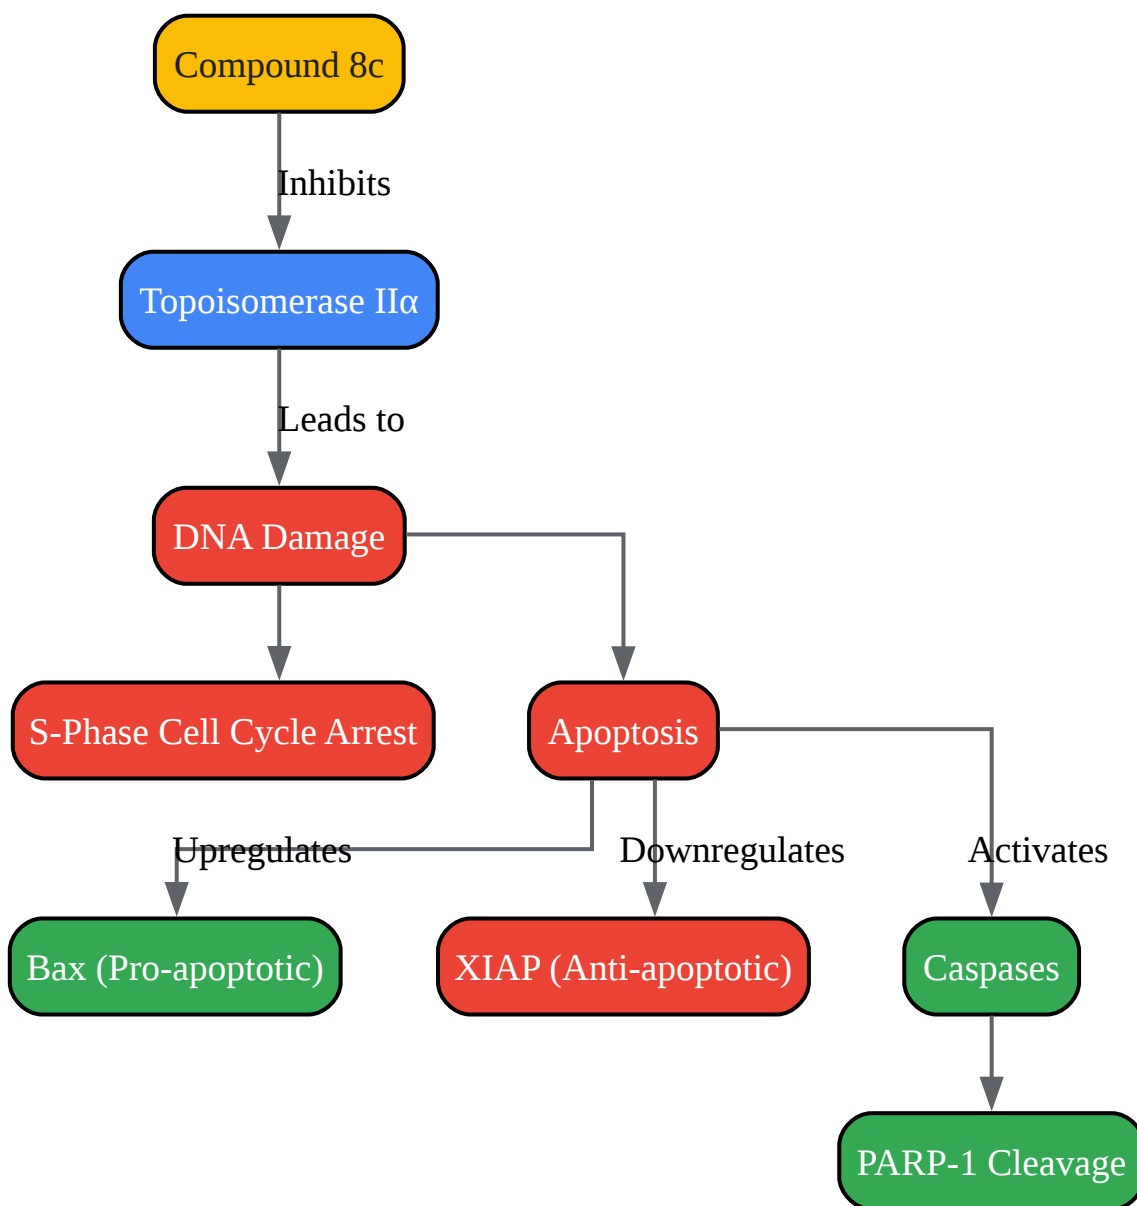 Compound 8c
Inhibits
Topoisomerase IIα
Leads to
DNA Damage
S-Phase Cell Cycle Arrest
Apoptosis
Upregulates
Downregulates
Activates
Bax (Pro-apoptotic)
XIAP (Anti-apoptotic)
Caspases
PARP-1 Cleavage